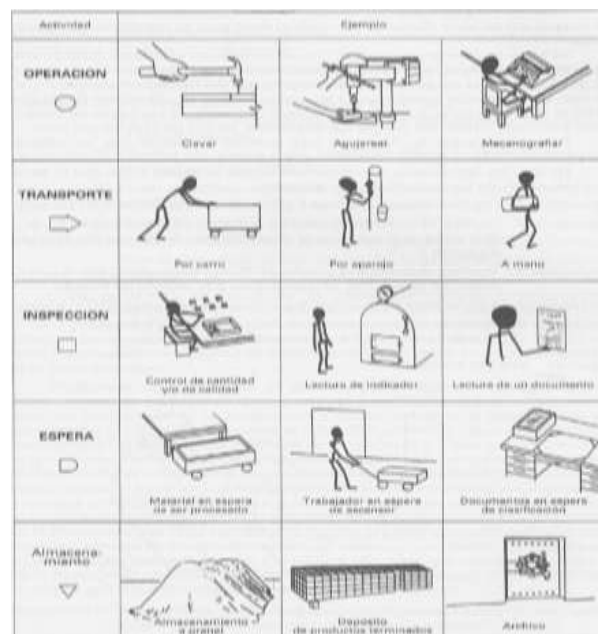 Actividad
Ejemplo
OPERACION
Clavar
Agujerear
Mecanografiar
TRANSPORTE
Por carro
Por aparejo
A mano
INSPECCION
Control de cantidad
y/o de calidad
Lectura de indicador
Lectura de un documento
ESPERA
Material en espera
de ser procesado
Trabajador en espera
de ascensor
Documentos en espera
de clasificación
Almacena-
miento
Almacenamiento
a granel
Depósito
de productos terminados
Archivo